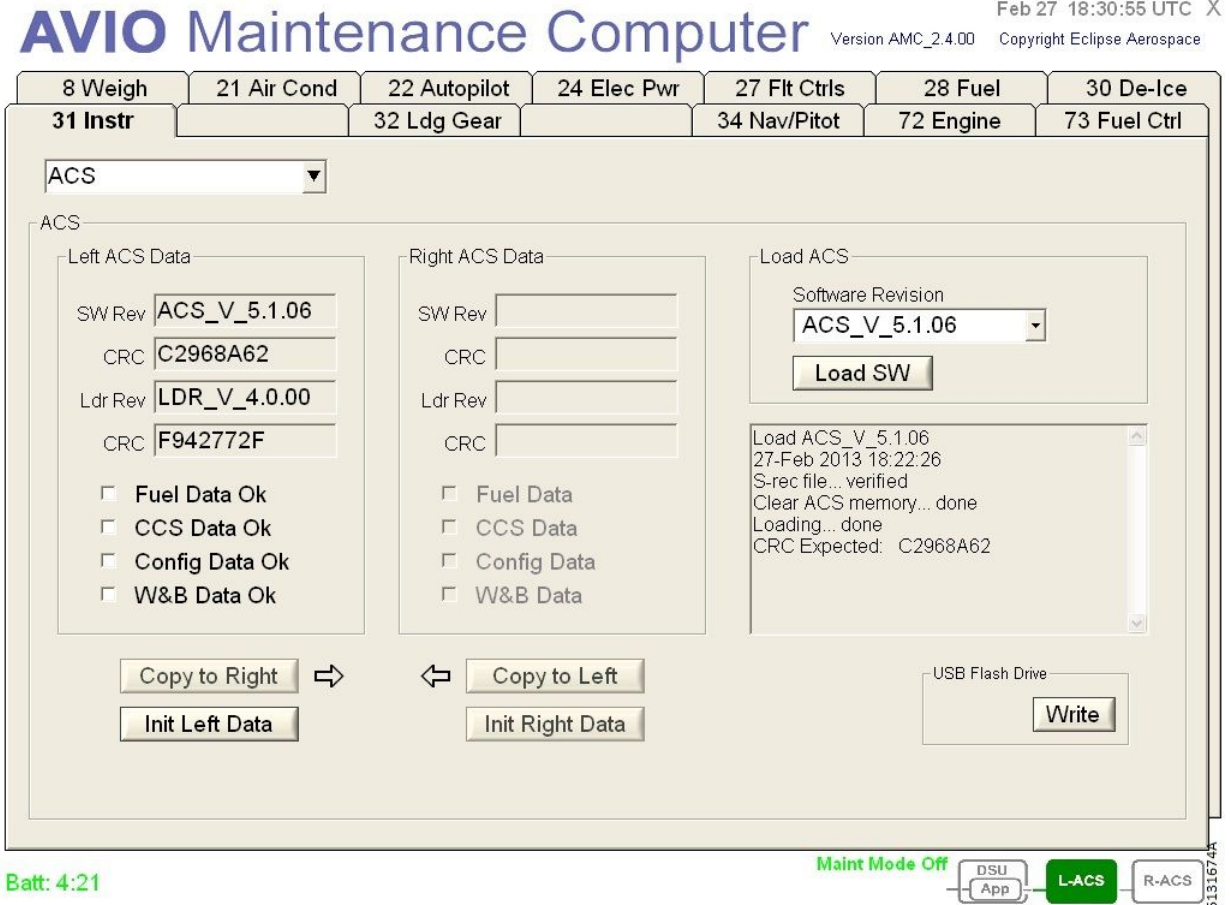 Feb 27 18:30:55 UTC X
AVIO Maintenance Computer Version AMC_2.4.00 Copyright Eclipse Aerospace
8 Weigh 21 Air Cond 22 Autopilot 24 Elec Pwr 27 Flt Ctrls 28 Fuel 30 De-Ice
31 Instr 32 Ldg Gear 34 Nav/Pitot 72 Engine 73 Fuel Ctrl
ACS
ACS
Left ACS Data
SW Rev ACS_V_5.1.06
CRC C2968A62
Ldr Rev LDR_V_4.0.00
CRC F942772F
Fuel Data Ok
CCS Data Ok
Config Data Ok
W&B Data Ok
Copy to Right
Init Left Data
Right ACS Data
SW Rev
CRC
Ldr Rev
CRC
Fuel Data
CCS Data
Config Data
W&B Data
Copy to Left
Init Right Data
Load ACS
Software Revision
ACS_V_5.1.06
Load SW
Load ACS_V_5.1.06
27-Feb 2013 18:22:26
S-rec file... verified
Clear ACS memory... done
Loading... done
CRC Expected: C2968A62
USB Flash Drive
Write
Batt: 4:21
Maint Mode Off
DSU
App
L-ACS
R-ACS